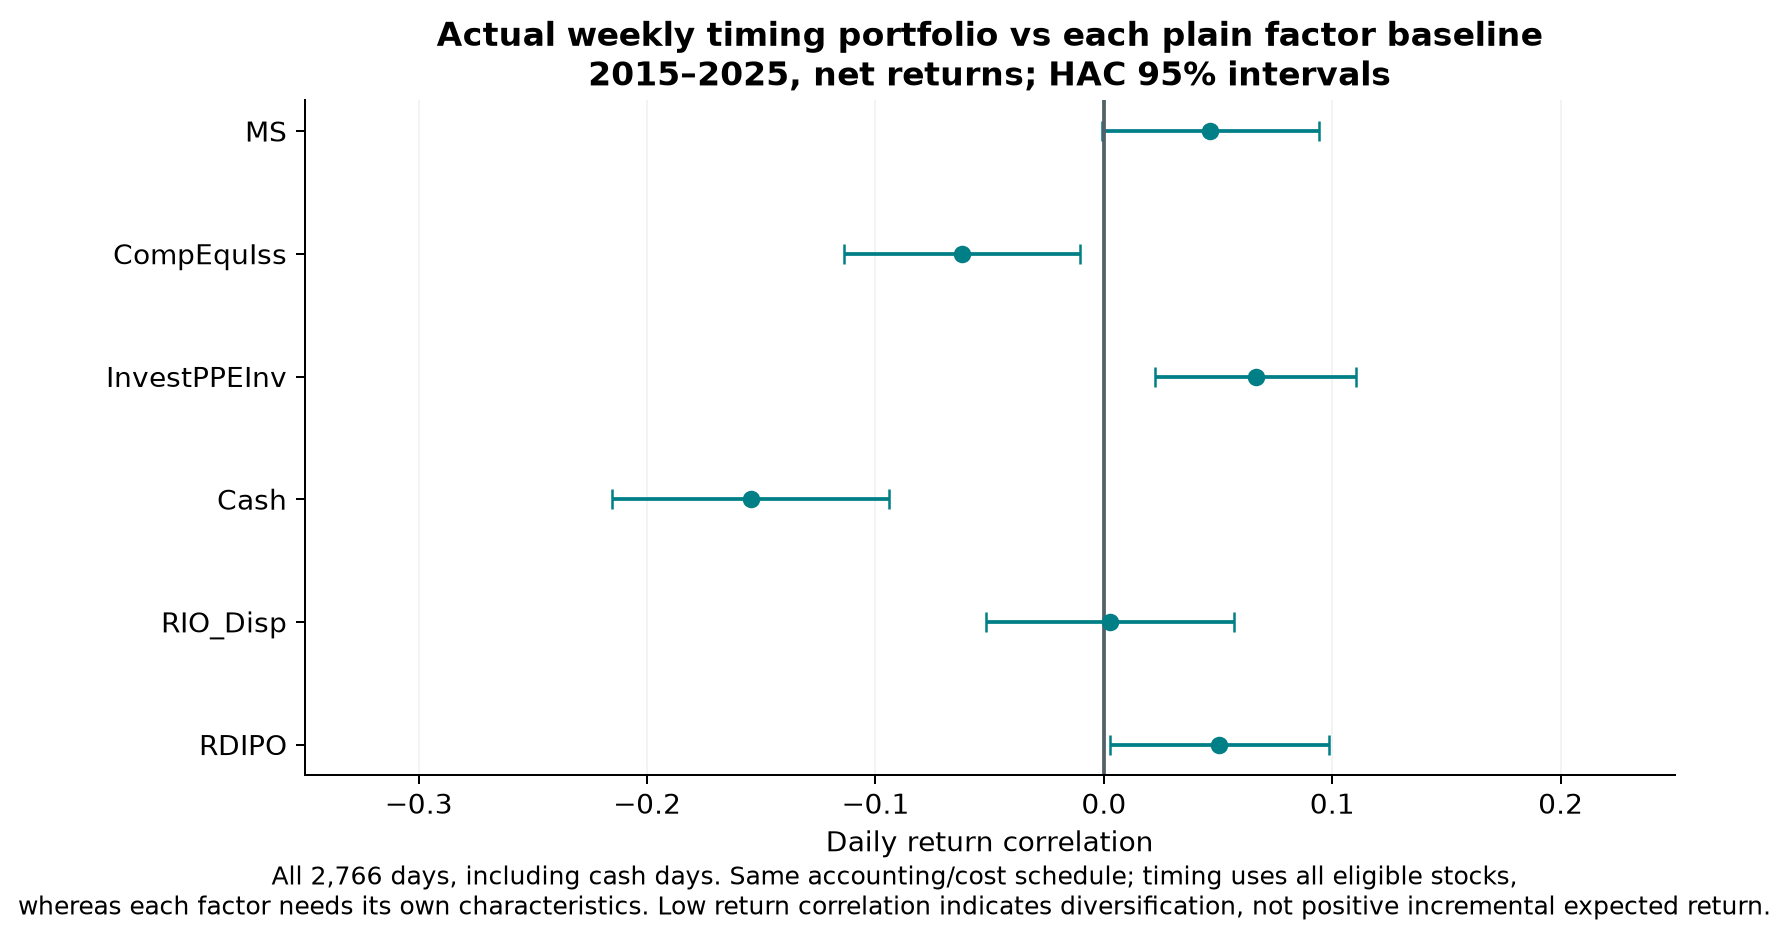 Actual weekly timing portfolio vs each plain factor baseline
2015–2025, net returns; HAC 95% intervals
MS
CompEquIss
InvestPPEInv
Cash
RIO_Disp
RDIPO
−0.3
−0.2
−0.1
0.0
0.1
0.2
Daily return correlation
All 2,766 days, including cash days. Same accounting/cost schedule; timing uses all eligible stocks,
whereas each factor needs its own characteristics. Low return correlation indicates diversification, not positive incremental expected return.